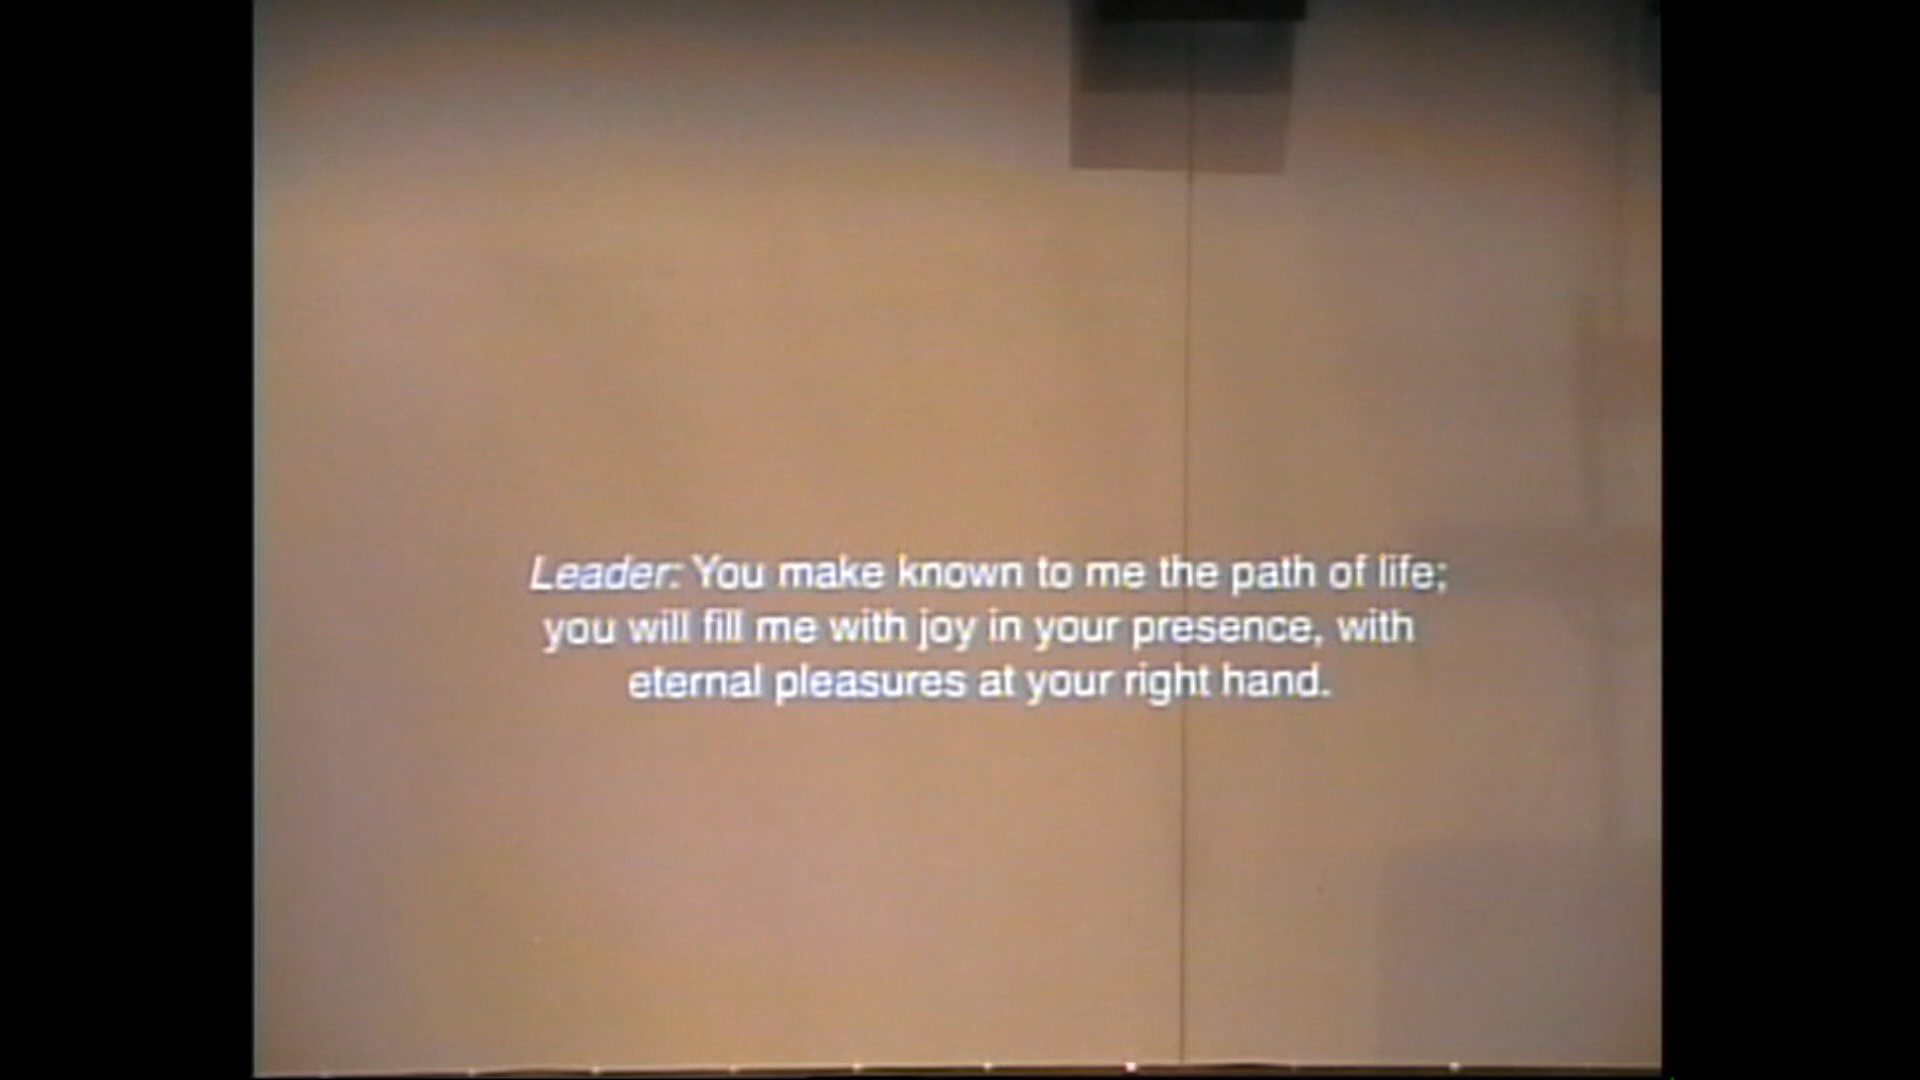 Leader: You make known to me the path of life;
you will fill me with joy in your presence, with
eternal pleasures at your right hand.